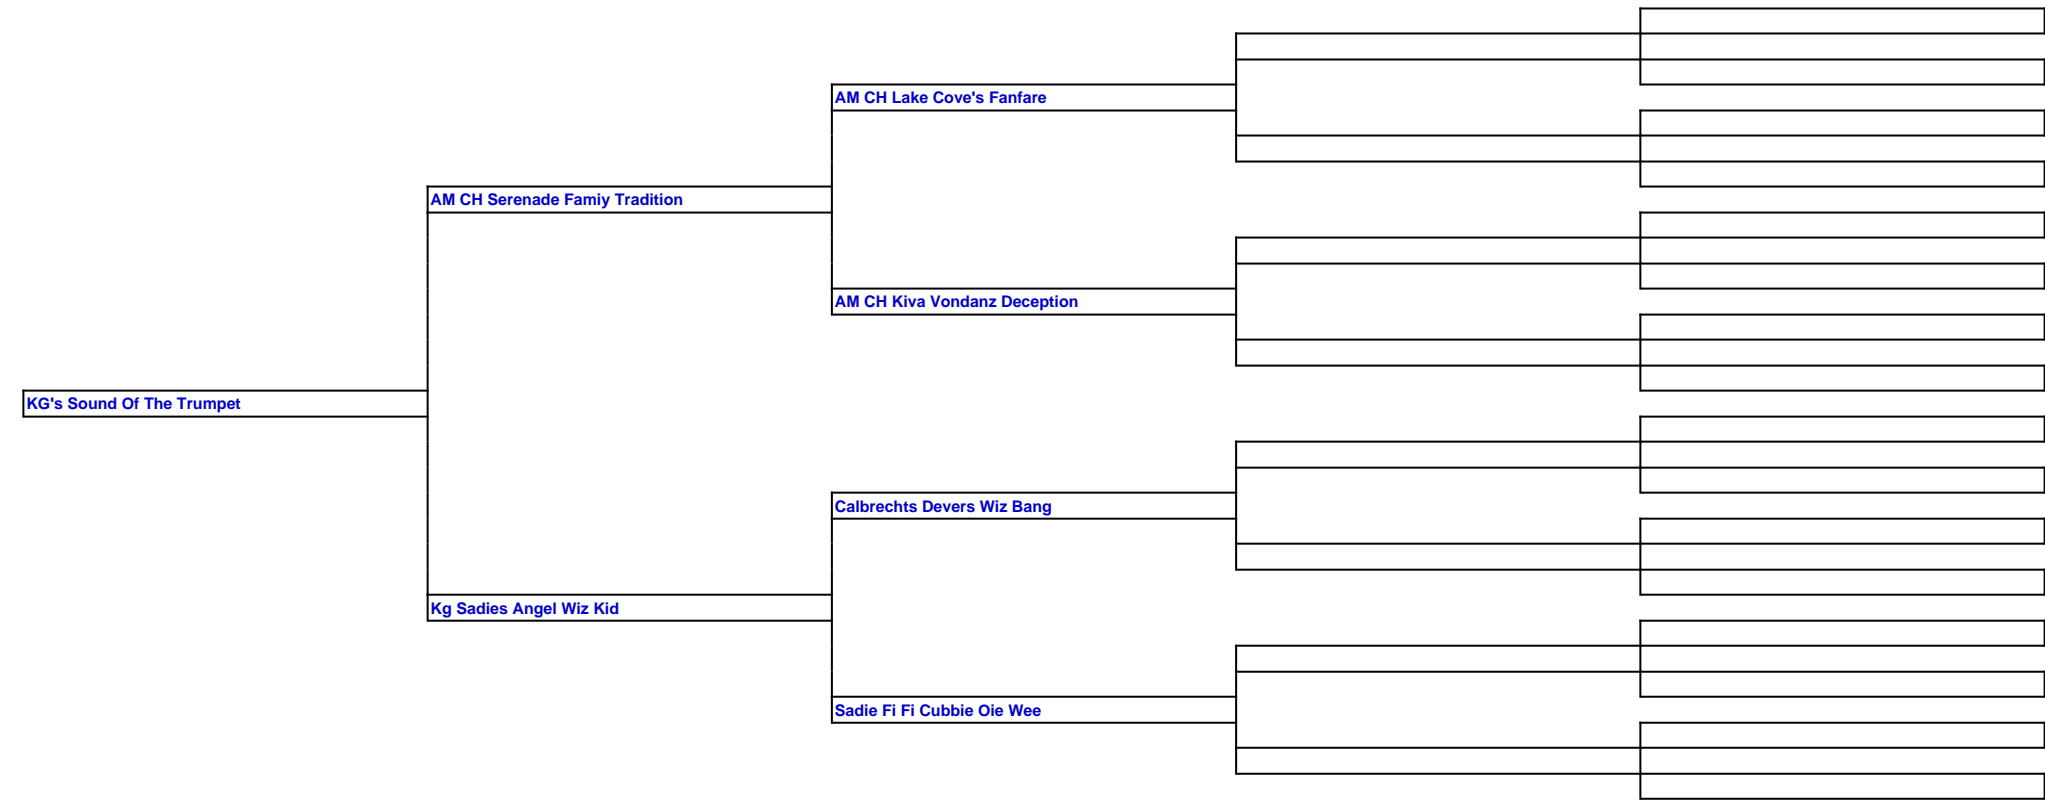 AM CH Lake Cove's Fanfare
AM CH Serenade Famiy Tradition
AM CH Kiva Vondanz Deception
KG's Sound Of The Trumpet
Calbrechts Devers Wiz Bang
Kg Sadies Angel Wiz Kid
Sadie Fi Fi Cubbie Oie Wee